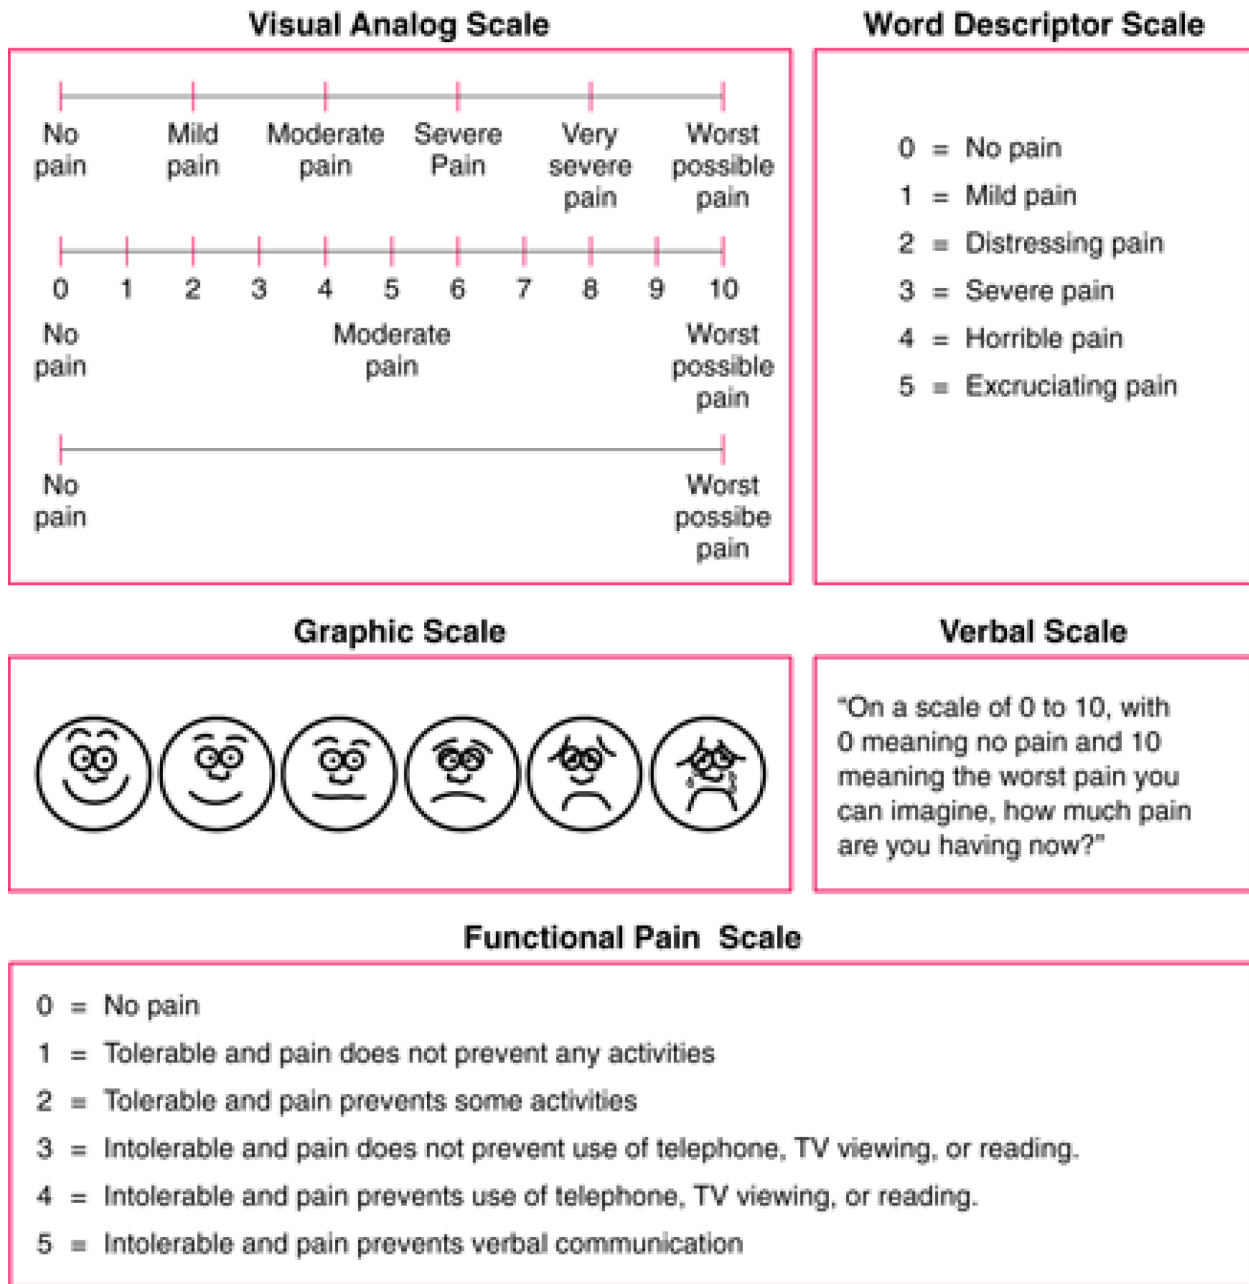 Visual Analog Scale
No pain
Mild pain
Moderate pain
Severe Pain
Very severe pain
Worst possible pain
0 1 2 3 4 5 6 7 8 9 10
No pain
Moderate pain
Worst possible pain
No pain
Worst possibe pain
Word Descriptor Scale
0 = No pain
1 = Mild pain
2 = Distressing pain
3 = Severe pain
4 = Horrible pain
5 = Excruciating pain
Graphic Scale
Verbal Scale
“On a scale of 0 to 10, with
0 meaning no pain and 10
meaning the worst pain you
can imagine, how much pain
are you having now?”
Functional Pain Scale
0 = No pain
1 = Tolerable and pain does not prevent any activities
2 = Tolerable and pain prevents some activities
3 = Intolerable and pain does not prevent use of telephone, TV viewing, or reading.
4 = Intolerable and pain prevents use of telephone, TV viewing, or reading.
5 = Intolerable and pain prevents verbal communication